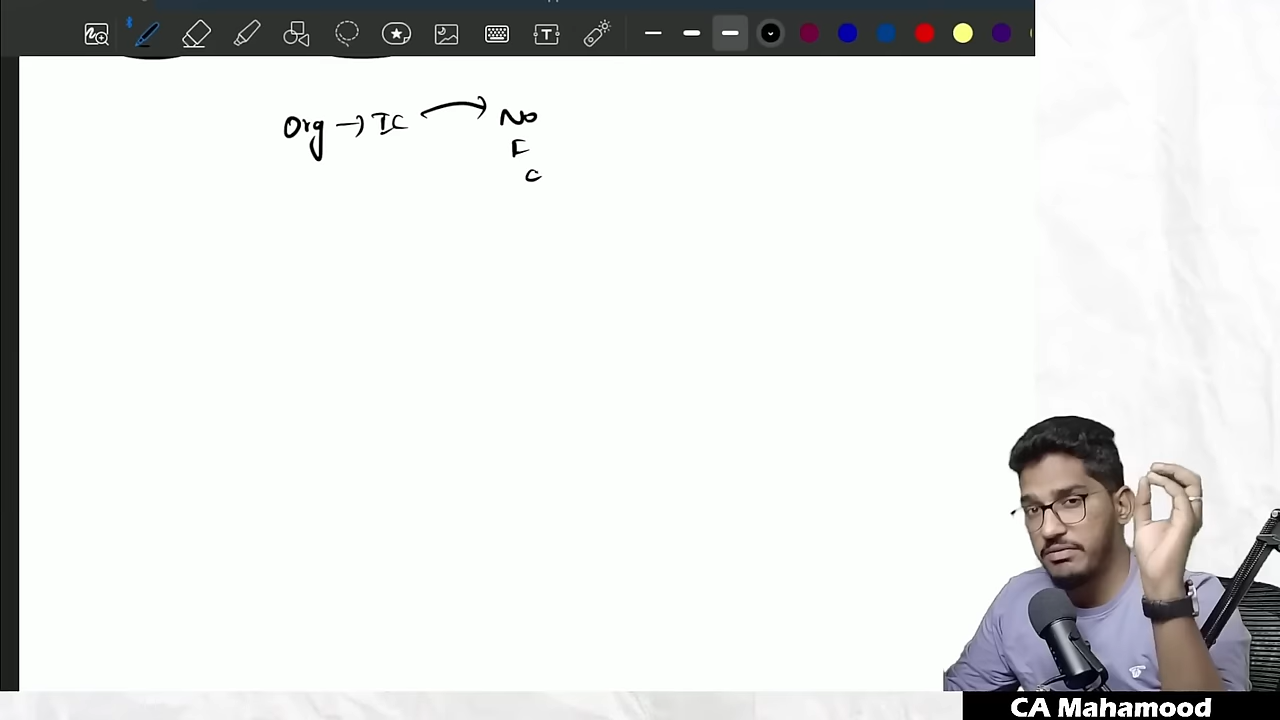 Org → IC → No
I
C
CA Mahamood